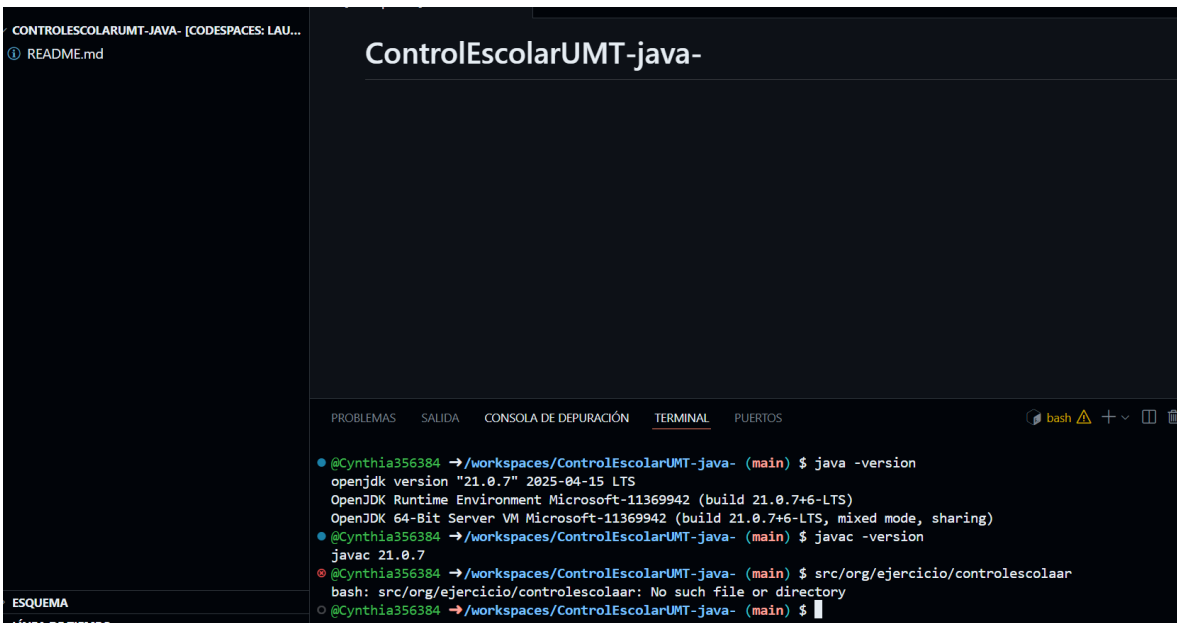 CONTROLESCOLARUMT-JAVA- [CODESPACES: LAU...
README.md
ControlEscolarUMT-java-
PROBLEMAS SALIDA CONSOLA DE DEPURACIÓN TERMINAL PUERTOS bash
@Cynthia356384 ➜ /workspaces/ControlEscolarUMT-java- (main) $ java -version
openjdk version "21.0.7" 2025-04-15 LTS
OpenJDK Runtime Environment Microsoft-11369942 (build 21.0.7+6-LTS)
OpenJDK 64-Bit Server VM Microsoft-11369942 (build 21.0.7+6-LTS, mixed mode, sharing)
@Cynthia356384 ➜ /workspaces/ControlEscolarUMT-java- (main) $ javac -version
javac 21.0.7
@Cynthia356384 ➜ /workspaces/ControlEscolarUMT-java- (main) $ src/org/ejercicio/controlescolaar
bash: src/org/ejercicio/controlescolaar: No such file or directory
@Cynthia356384 ➜ /workspaces/ControlEscolarUMT-java- (main) $
ESQUEMA